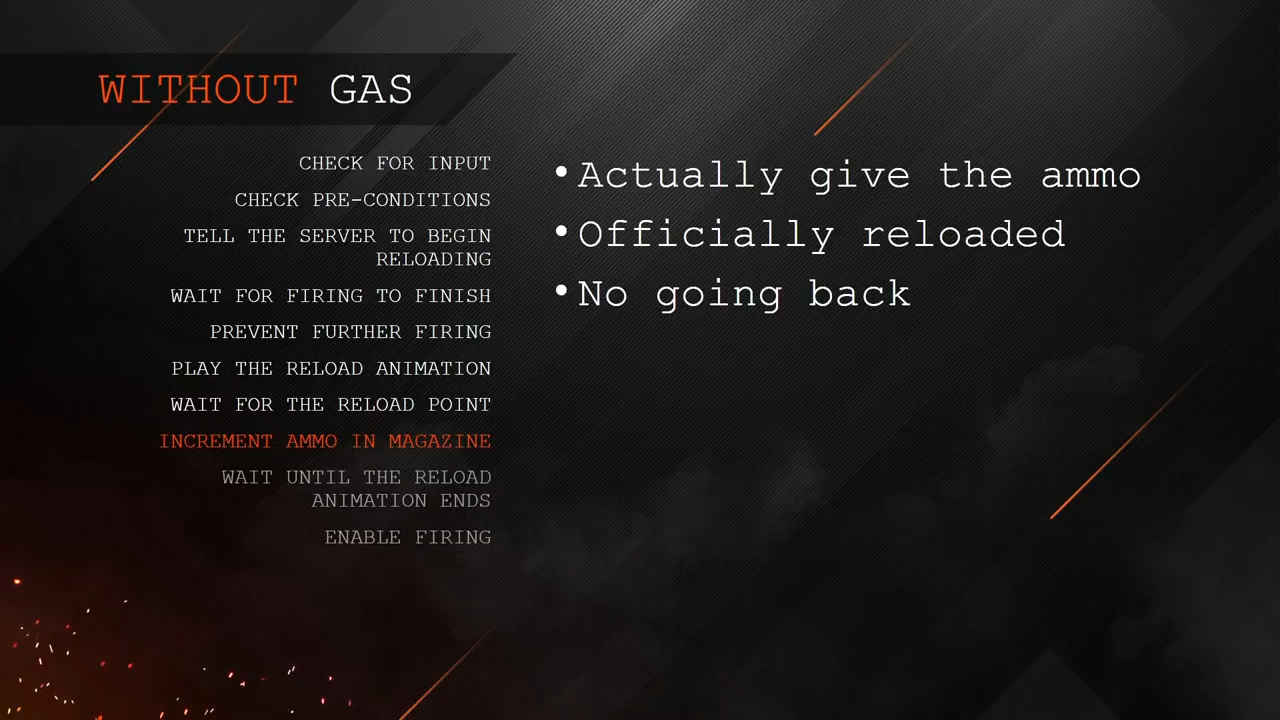 WITHOUT GAS
CHECK FOR INPUT
CHECK PRE-CONDITIONS
TELL THE SERVER TO BEGIN
RELOADING
WAIT FOR FIRING TO FINISH
PREVENT FURTHER FIRING
PLAY THE RELOAD ANIMATION
WAIT FOR THE RELOAD POINT
INCREMENT AMMO IN MAGAZINE
WAIT UNTIL THE RELOAD
ANIMATION ENDS
ENABLE FIRING
• Actually give the ammo
• Officially reloaded
• No going back